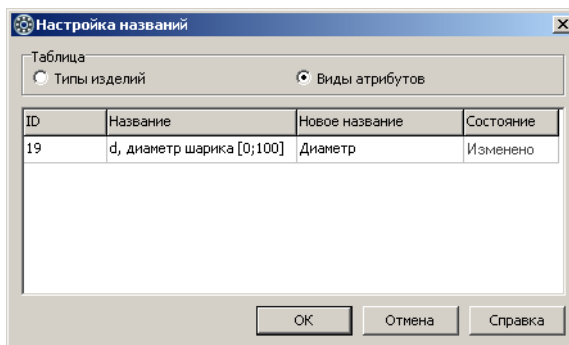 Настройка названий
Таблица
Типы изделий Виды атрибутов
ID Название Новое название Состояние
19 d, диаметр шарика [0;100] Диаметр Изменено
OK Отмена Справка